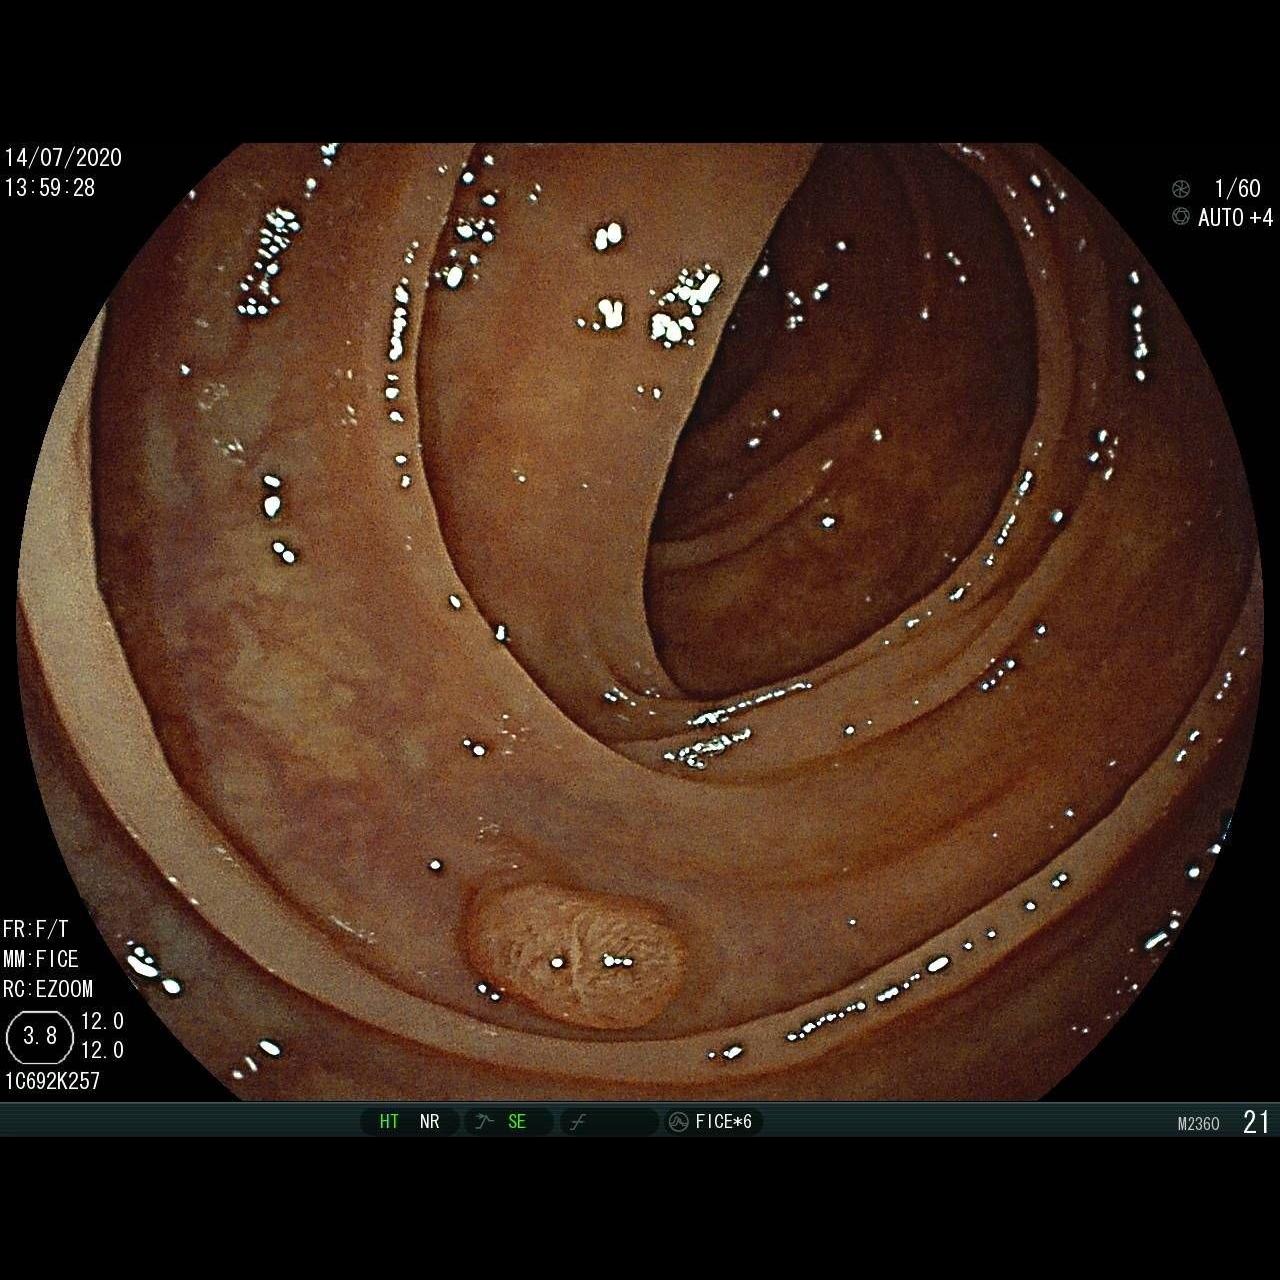 14/07/2020
13:59:28
1/60
AUTO +4
FR:F/T
MM:FICE
RC:EZOOM
3.8
12.0
12.0
1C692K257
HT NR SE FICE*6
M2360 21